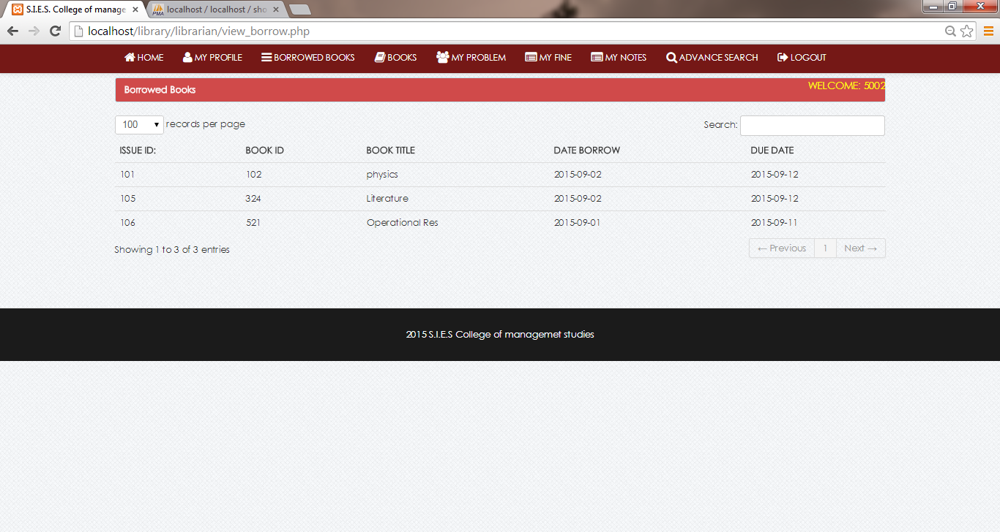 S.I.E.S. College of manage
localhost / localhost / sho
localhost/library/librarian/view_borrow.php
HOME MY PROFILE BORROWED BOOKS BOOKS MY PROBLEM MY FINE MY NOTES ADVANCE SEARCH LOGOUT
Borrowed Books WELCOME: 5002
100 records per page Search:
ISSUE ID: BOOK ID BOOK TITLE DATE BORROW DUE DATE
101 102 physics 2015-09-02 2015-09-12
105 324 Literature 2015-09-02 2015-09-12
106 521 Operational Res 2015-09-01 2015-09-11
Showing 1 to 3 of 3 entries ← Previous 1 Next →
2015 S.I.E.S College of managemet studies